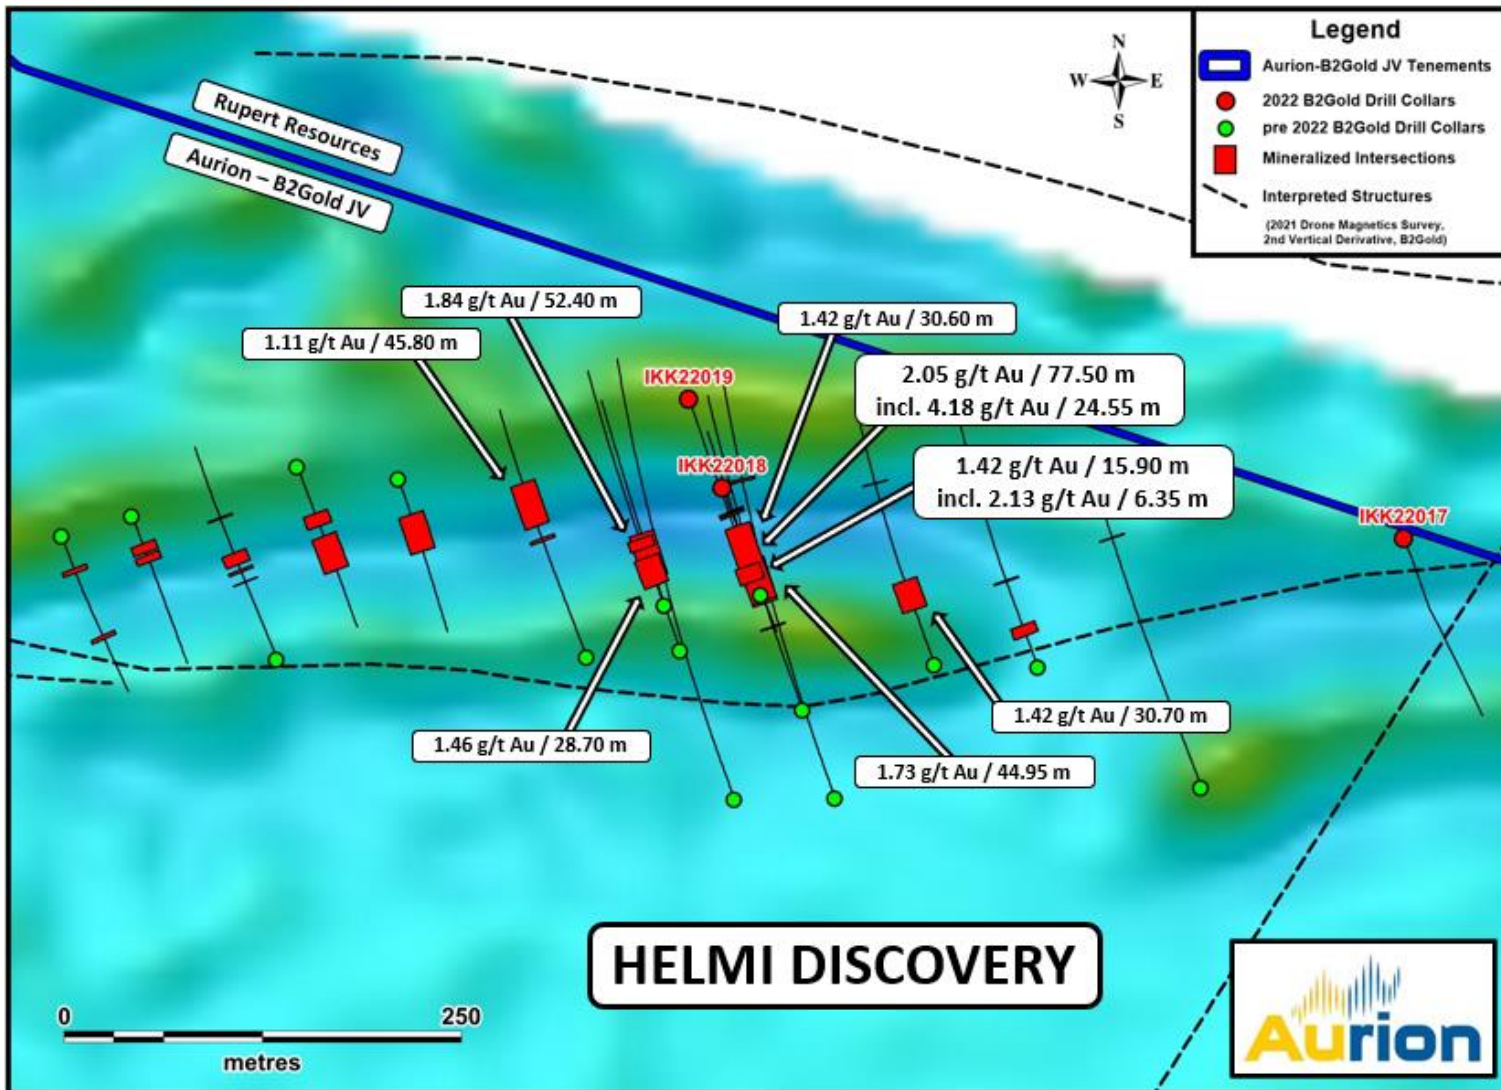 Legend
Aurion-B2Gold JV Tenements
2022 B2Gold Drill Collars
pre 2022 B2Gold Drill Collars
Mineralized Intersections
Interpreted Structures
(2021 Drone Magnetics Survey,
2nd Vertical Derivative, B2Gold)
N
W E
S
Rupert Resources
Aurion – B2Gold JV
1.84 g/t Au / 52.40 m
1.11 g/t Au / 45.80 m
1.42 g/t Au / 30.60 m
2.05 g/t Au / 77.50 m
incl. 4.18 g/t Au / 24.55 m
IKK22019
IKK22018
1.42 g/t Au / 15.90 m
incl. 2.13 g/t Au / 6.35 m
IKK22017
1.42 g/t Au / 30.70 m
1.46 g/t Au / 28.70 m
1.73 g/t Au / 44.95 m
HELMI DISCOVERY
0 250
metres
Aurion